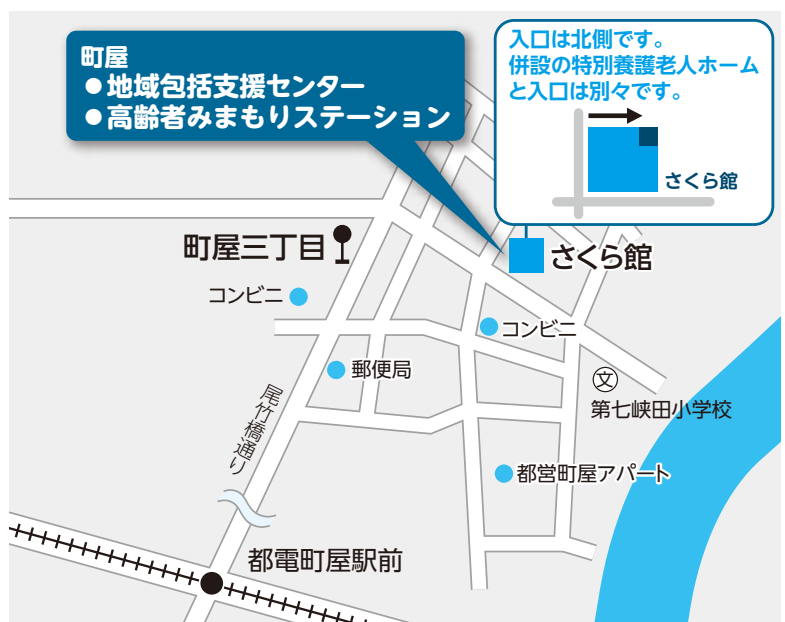 町屋
●地域包括支援センター
●高齢者みまもりステーション
入口は北側です。
併設の特別養護老人ホーム
と入口は別々です。
さくら館
町屋三丁目
さくら館
コンビニ
コンビニ
郵便局
文
第七峡田小学校
尾竹橋通り
都営町屋アパート
都電町屋駅前